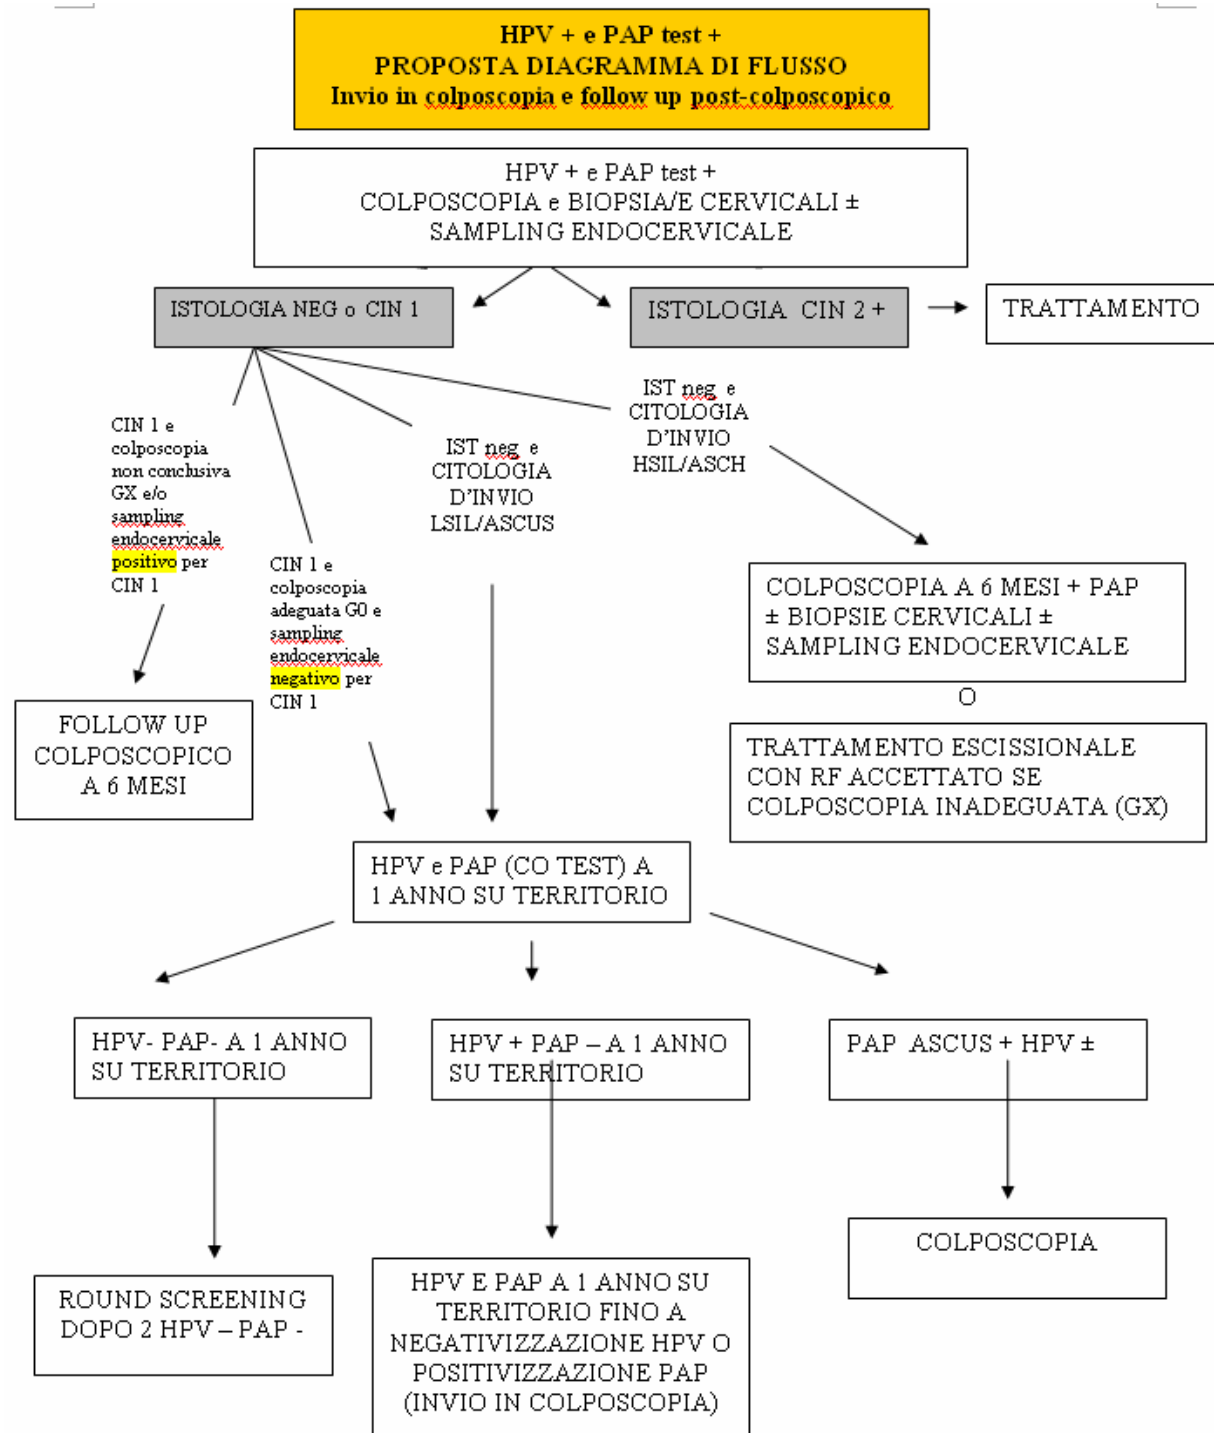 HPV + e PAP test +
PROPOSTA DIAGRAMMA DI FLUSSO
Invio in colposcopia e follow up post-colposcopico
HPV + e PAP test +
COLPOSCOPIA e BIOPSIA/E CERVICALI ±
SAMPLING ENDOCERVICALE
ISTOLOGIA NEG o CIN 1
ISTOLOGIA CIN 2 +
TRATTAMENTO
CIN 1 e
colposcopia
non conclusiva
GX e/o
sampling
endocervicale
positivo per
CIN 1
CIN 1 e
colposcopia
adeguata G0 e
sampling
endocervicale
negativo per
CIN 1
IST neg e
CITOLOGIA
D'INVIO
LSIL/ASCUS
IST neg e
CITOLOGIA
D'INVIO
HSIL/ASCH
FOLLOW UP
COLPOSCOPICO
A 6 MESI
COLPOSCOPIA A 6 MESI + PAP
± BIOPSIE CERVICALI ±
SAMPLING ENDOCERVICALE
O
TRATTAMENTO ESCISSIONALE
CON RF ACCETTATO SE
COLPOSCOPIA INADEGUATA (GX)
HPV e PAP (CO TEST) A
1 ANNO SU TERRITORIO
HPV- PAP- A 1 ANNO
SU TERRITORIO
HPV + PAP – A 1 ANNO
SU TERRITORIO
PAP ASCUS + HPV ±
ROUND SCREENING
DOPO 2 HPV – PAP -
HPV E PAP A 1 ANNO SU
TERRITORIO FINO A
NEGATIVIZZAZIONE HPV O
POSITIVIZZAZIONE PAP
(INVIO IN COLPOSCOPIA)
COLPOSCOPIA